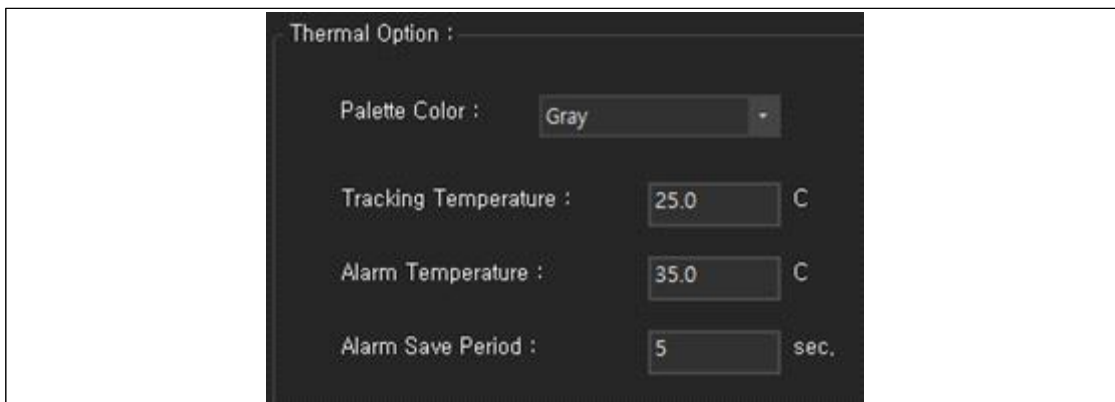 Thermal Option :
Palette Color : Gray
Tracking Temperature : 25.0 C
Alarm Temperature : 35.0 C
Alarm Save Period : 5 sec.